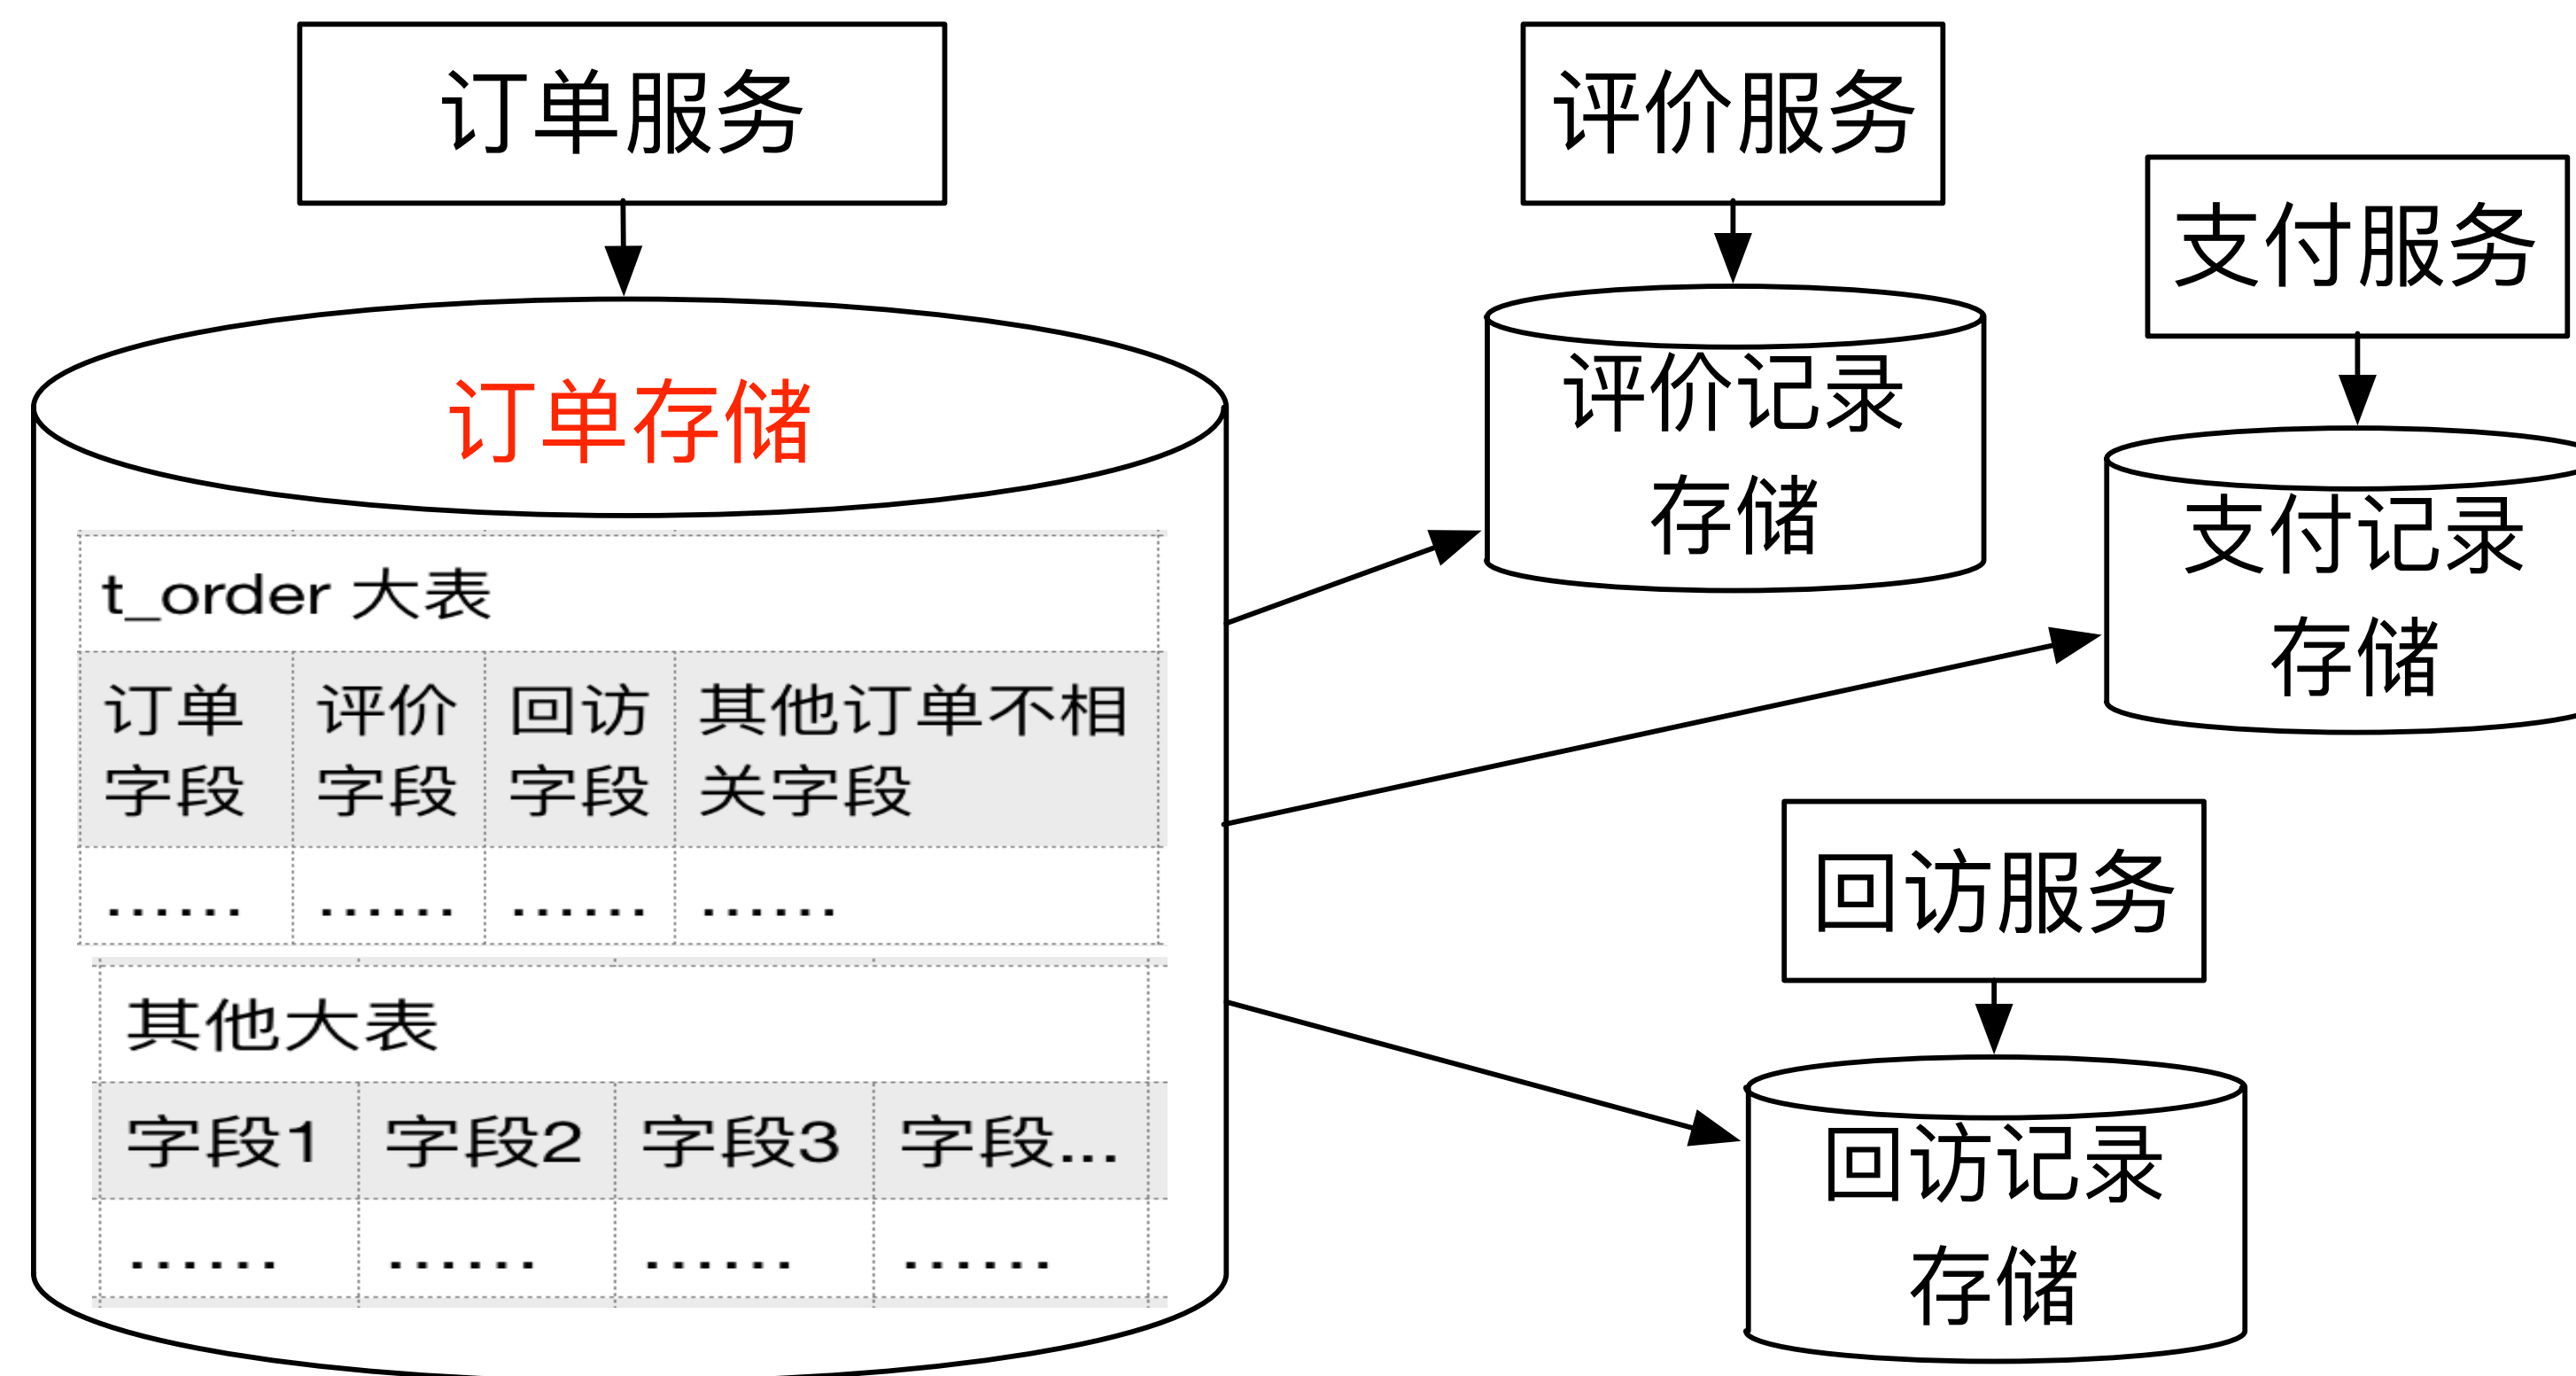 订单服务
订单存储
t_order 大表
订单 评价 回访 其他订单不相
字段 字段 字段 关字段
...... ...... ...... ......
其他大表
字段1 字段2 字段3 字段...
...... ...... ...... ......
评价服务
评价记录
存储
支付服务
支付记录
存储
回访服务
回访记录
存储